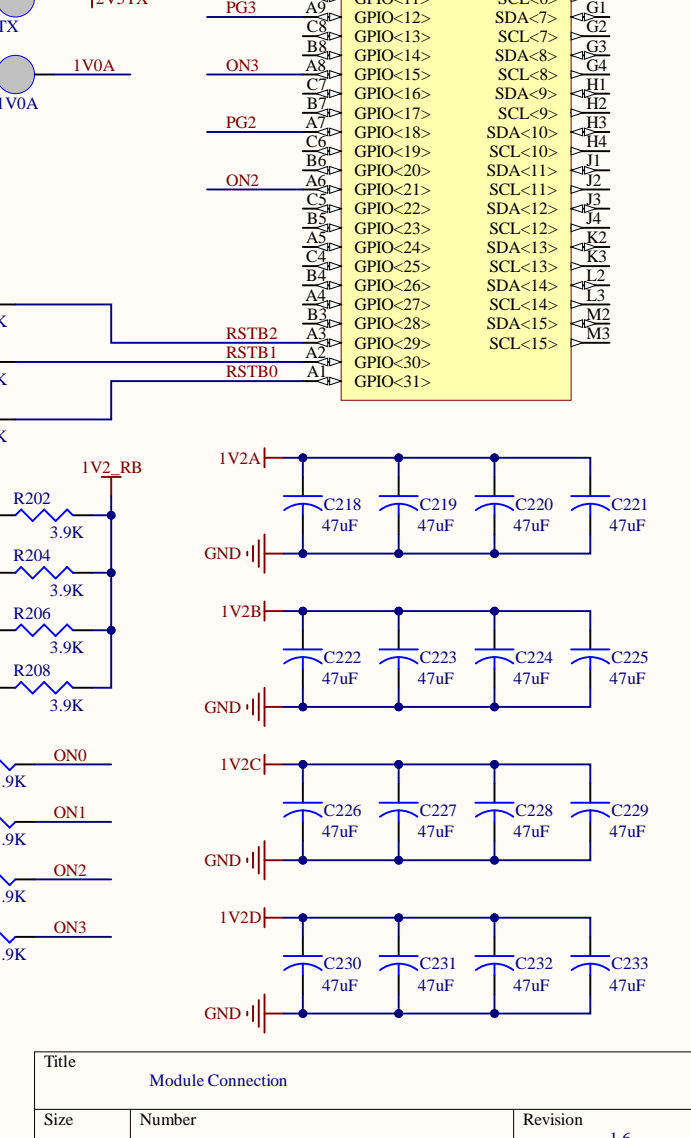 2V5TX
TX
1V0A
1V0A
PG3
ON3
PG2
ON2
RSTB2
RSTB1
RSTB0
A9
C8
B8
A8
C7
B7
A7
C6
B6
A6
C5
B5
A5
C4
B4
A4
B3
A3
A2
A1
GPIO<11>
GPIO<12>
GPIO<13>
GPIO<14>
GPIO<15>
GPIO<16>
GPIO<17>
GPIO<18>
GPIO<19>
GPIO<20>
GPIO<21>
GPIO<22>
GPIO<23>
GPIO<24>
GPIO<25>
GPIO<26>
GPIO<27>
GPIO<28>
GPIO<29>
GPIO<30>
GPIO<31>
SCL<6>
SDA<7>
SCL<7>
SDA<8>
SCL<8>
SDA<9>
SCL<9>
SDA<10>
SCL<10>
SDA<11>
SCL<11>
SDA<12>
SCL<12>
SDA<13>
SCL<13>
SDA<14>
SCL<14>
SDA<15>
SCL<15>
G1
G2
G3
G4
H1
H2
H3
H4
J1
J2
J3
J4
K2
K3
L2
L3
M2
M3
K
K
K
1V2_RB
R202
3.9K
R204
3.9K
R206
3.9K
R208
3.9K
ON0
.9K
ON1
.9K
ON2
.9K
ON3
.9K
1V2A
C218 C219 C220 C221
47uF 47uF 47uF 47uF
GND
1V2B
C222 C223 C224 C225
47uF 47uF 47uF 47uF
GND
1V2C
C226 C227 C228 C229
47uF 47uF 47uF 47uF
GND
1V2D
C230 C231 C232 C233
47uF 47uF 47uF 47uF
GND
Title
Module Connection
Size Number Revision
1.6